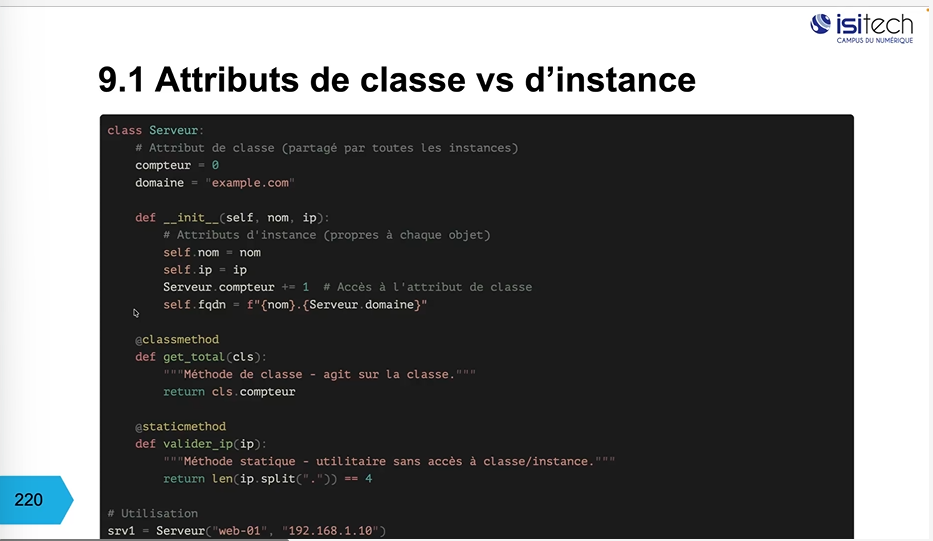 isitech
CAMPUS DU NUMÉRIQUE
9.1 Attributs de classe vs d’instance
class Serveur:
    # Attribut de classe (partagé par toutes les instances)
    compteur = 0
    domaine = "example.com"

    def __init__(self, nom, ip):
        # Attributs d'instance (propres à chaque objet)
        self.nom = nom
        self.ip = ip
        Serveur.compteur += 1  # Accès à l'attribut de classe
        self.fqdn = f"{nom}.{Serveur.domaine}"

    @classmethod
    def get_total(cls):
        """Méthode de classe - agit sur la classe."""
        return cls.compteur

    @staticmethod
    def valider_ip(ip):
        """Méthode statique - utilitaire sans accès à classe/instance."""
        return len(ip.split(".")) == 4

# Utilisation
srv1 = Serveur("web-01", "192.168.1.10")
220